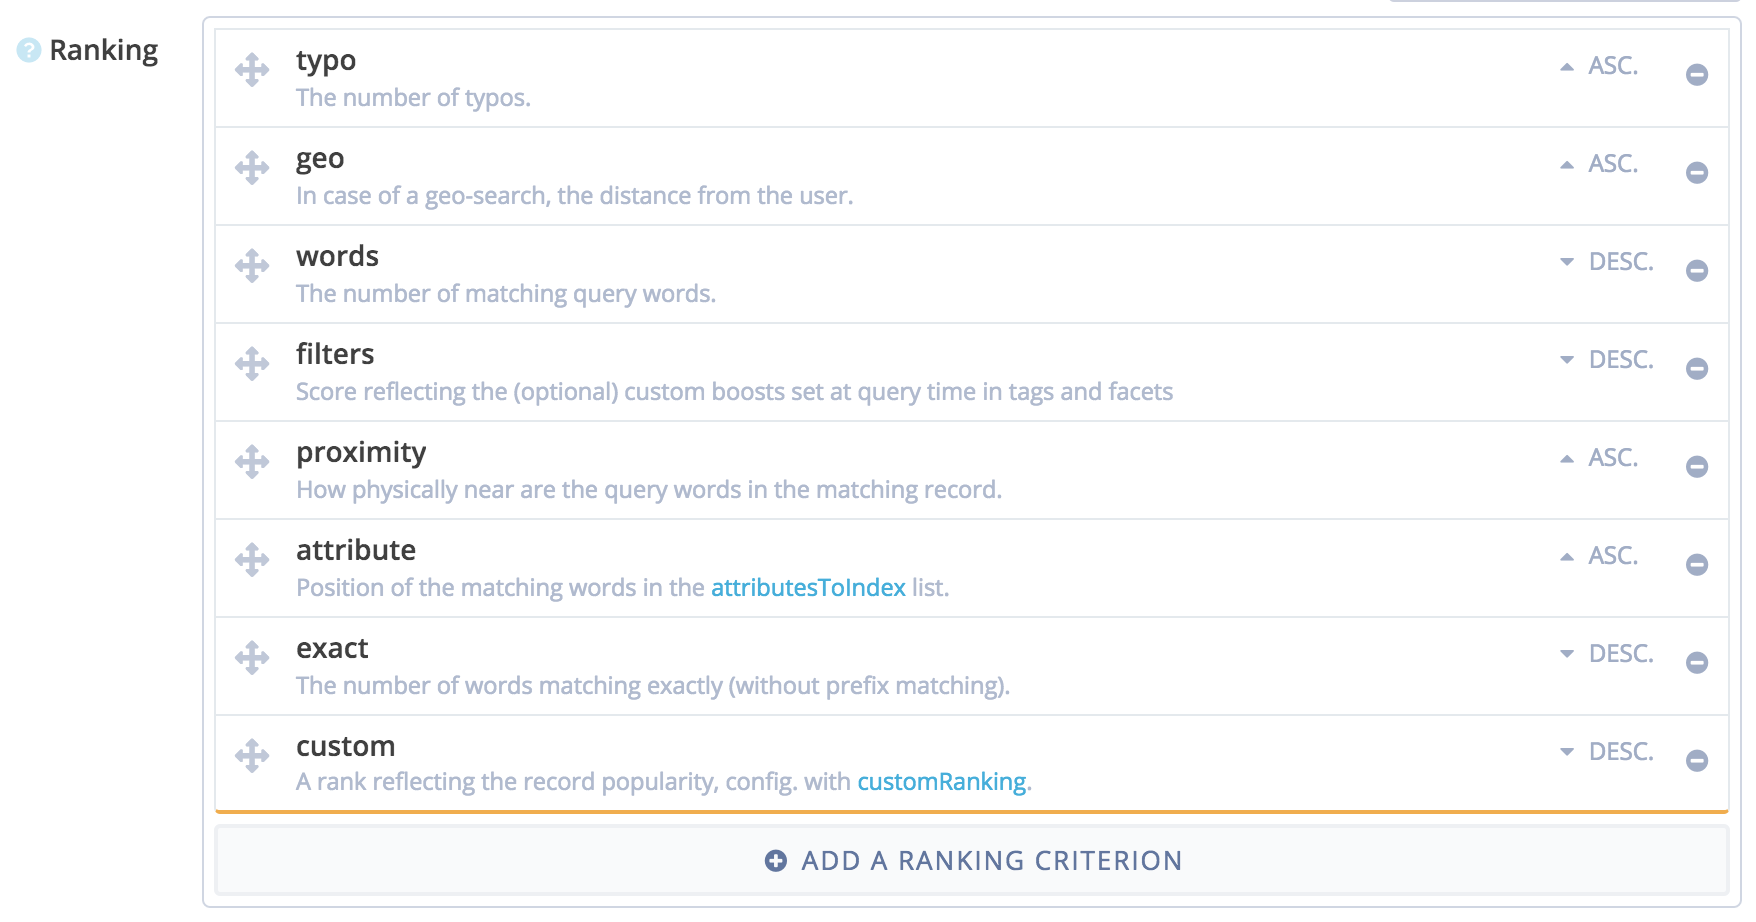 ? Ranking
typo
ASC.
The number of typos.
geo
ASC.
In case of a geo-search, the distance from the user.
words
DESC.
The number of matching query words.
filters
DESC.
Score reflecting the (optional) custom boosts set at query time in tags and facets
proximity
ASC.
How physically near are the query words in the matching record.
attribute
ASC.
Position of the matching words in the attributesToIndex list.
exact
DESC.
The number of words matching exactly (without prefix matching).
custom
DESC.
A rank reflecting the record popularity, config. with customRanking.
ADD A RANKING CRITERION